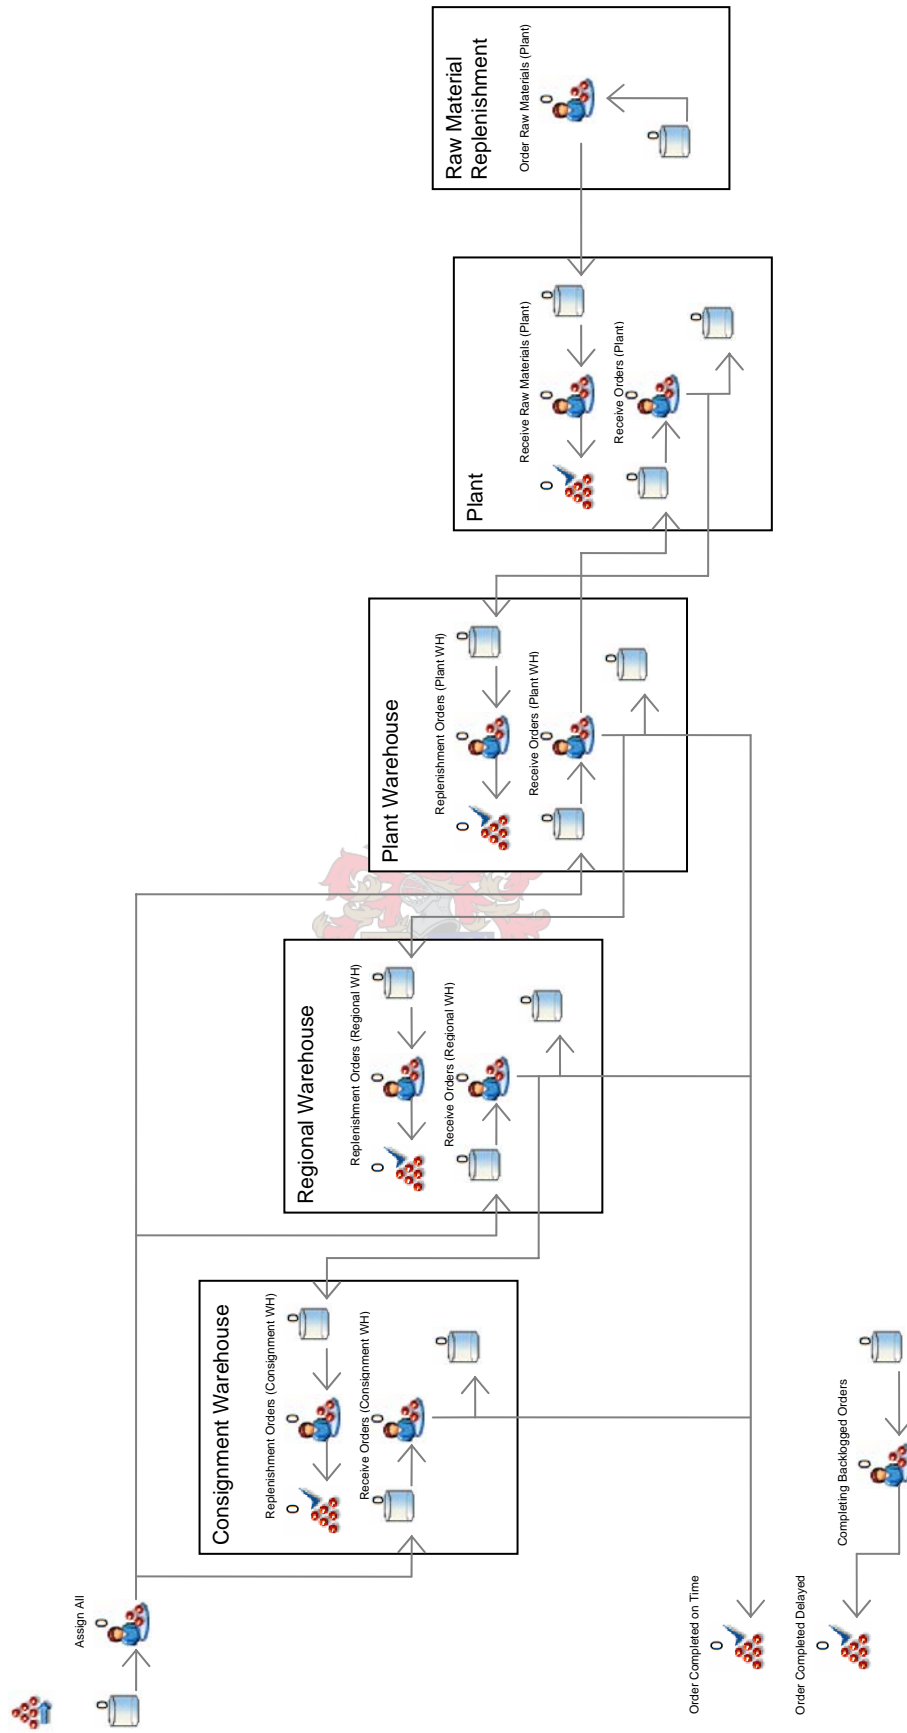 Assign All
0
0
Consignment Warehouse
Replenishment Orders (Consignment WH)
0
0
0
Receive Orders (Consignment WH)
0
0
0
Regional Warehouse
Replenishment Orders (Regional WH)
0
0
0
Receive Orders (Regional WH)
0
0
0
Plant Warehouse
Replenishment Orders (Plant WH)
0
0
0
Receive Orders (Plant WH)
0
0
0
Plant
Receive Raw Materials (Plant)
0
0
0
Receive Orders (Plant)
0
0
0
Raw Material
Replenishment
Order Raw Materials (Plant)
0
0
Order Completed on Time
0
Order Completed Delayed
0
Completing Backlogged Orders
0
0